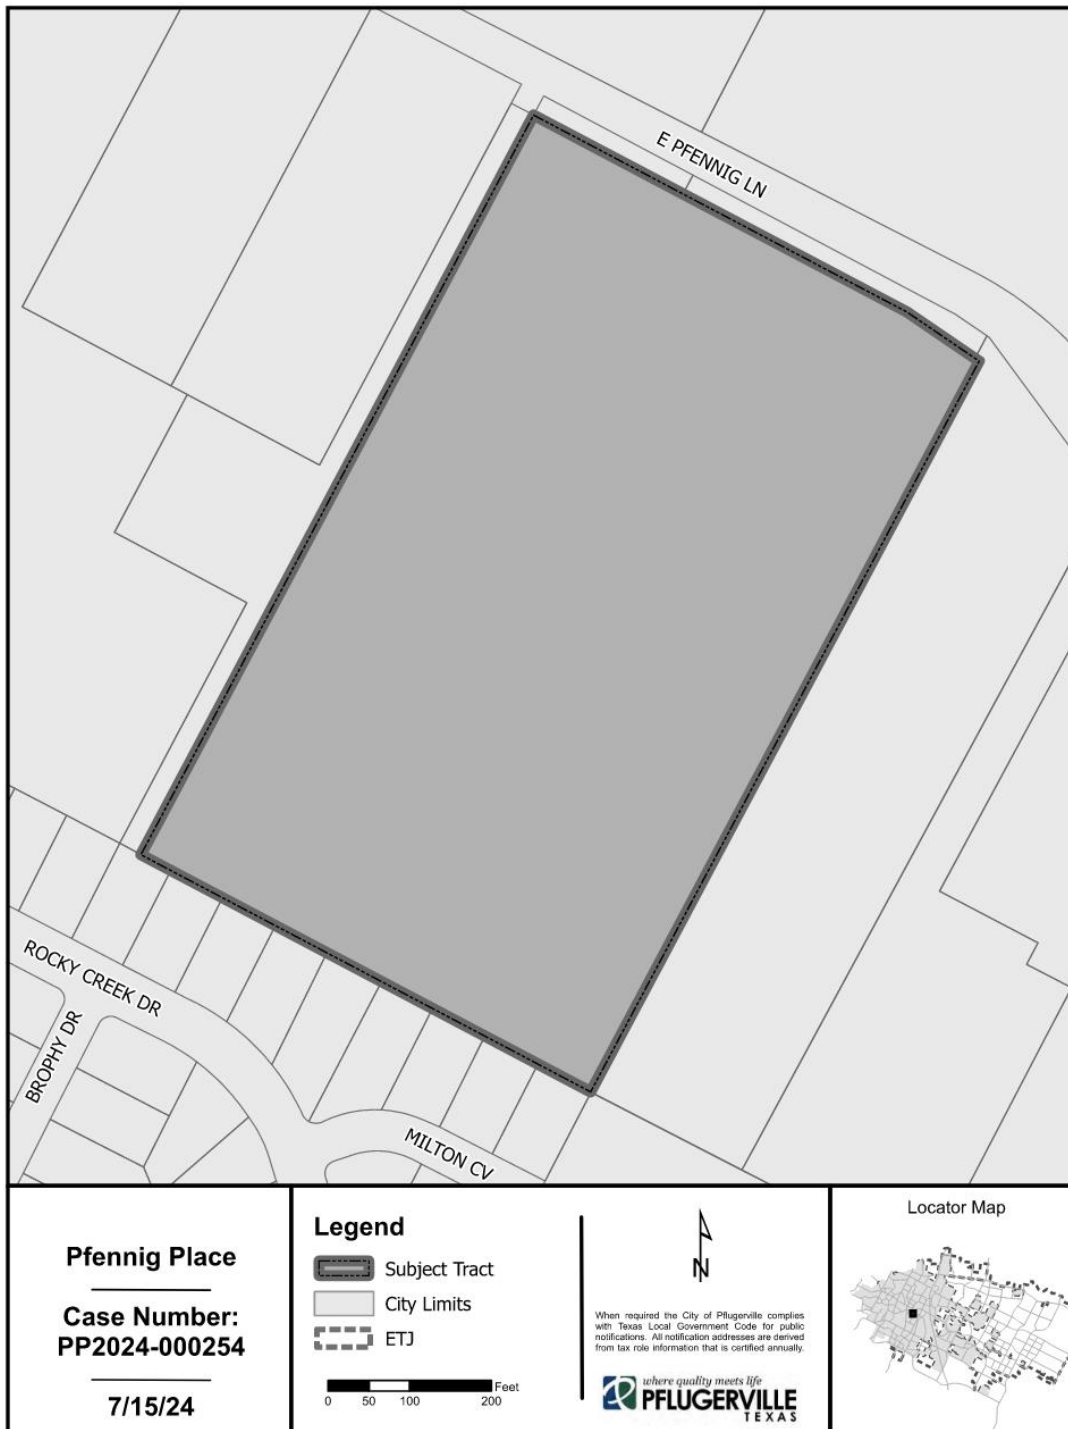 E PFENNIG LN
ROCKY CREEK DR
BROPHY DR
MILTON CV
Pfennig Place
Case Number:
PP2024-000254
7/15/24
Legend
Subject Tract
City Limits
ETJ
Feet
0 50 100 200
N
When required the City of Pflugerville complies
with Texas Local Government Code for public
notifications. All notification addresses are derived
from tax role information that is certified annually.
where quality meets life
PFLUGERVILLE
TEXAS
Locator Map